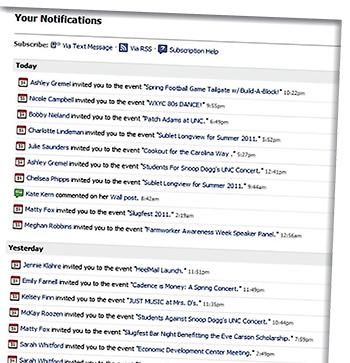 Your Notifications
Subscribe: Via Text Message · Via RSS · Subscription Help
Today
Ashley Gremel invited you to the event "Spring Football Game Tailgate w/ Build-A-Block!" 10:22pm
Nicole Campbell invited you to the event "WXYC 80s DANCE!" 9:55pm
Bobby Nieland invited you to the event "Patch Adams at UNC." 6:49pm
Charlotte Lindeman invited you to the event "Sublet Longview for Summer 2011." 5:52pm
Julie Saunders invited you to the event "Cookout for the Carolina Way ." 5:27pm
Ashley Gremel invited you to the event "Students For Snoop Dogg's UNC Concert." 12:41pm
Chelsea Phipps invited you to the event "Sublet Longview for Summer 2011." 9:44am
Kate Kern commented on her Wall post. 8:42am
Matty Fox invited you to the event "Slugfest 2011." 2:19am
Meghan Robbins invited you to the event "Farmworker Awareness Week Speaker Panel." 12:56am
Yesterday
Jennie Klahre invited you to the event "HeelMail Launch." 11:51pm
Emily Farnell invited you to the event "Cadence is Money: A Spring Concert." 11:49pm
Kelsey Finn invited you to the event "JUST MUSIC at Mrs. D's." 11:35pm
McKay Roozen invited you to the event "Students Against Snoop Dogg's UNC Concert." 10:44pm
Matty Fox invited you to the event "Slugfest Bar Night Benefitting the Eve Carson Scholarship." 7:59pm
Sarah Whitford invited you to the event "Economic Development Center Meeting." 2:49pm
Sarah Whitford invited you to the event